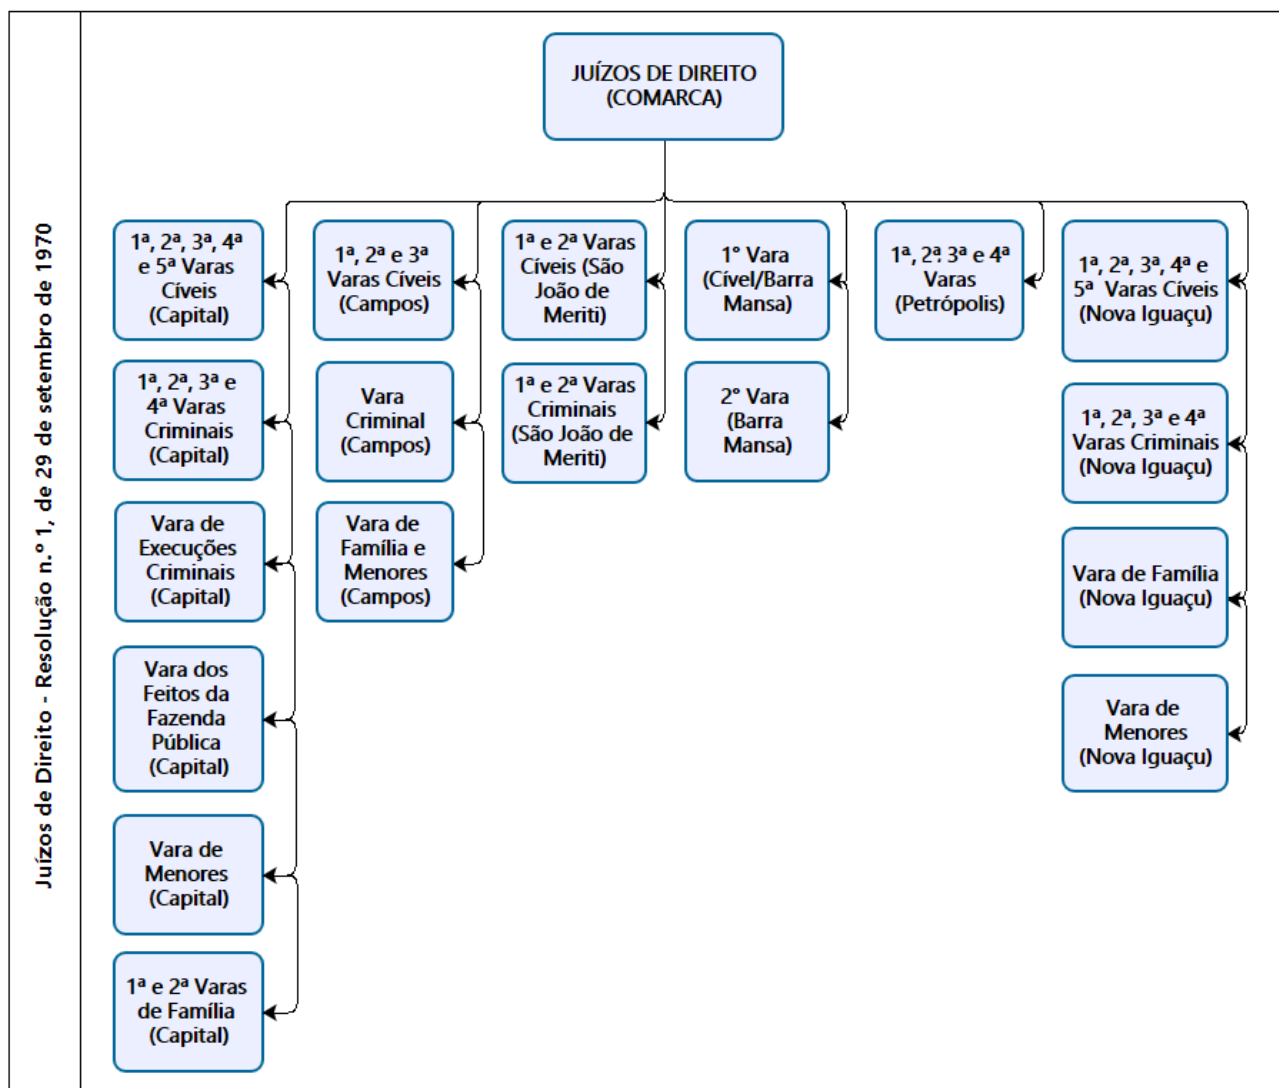 Juízos de Direito - Resolução n.º 1, de 29 de setembro de 1970
JUÍZOS DE DIREITO
(COMARCA)
1ª, 2ª, 3ª, 4ª
e 5ª Varas
Cíveis
(Capital)
1ª, 2ª, 3ª e
4ª Varas
Criminais
(Capital)
Vara de
Execuções
Criminais
(Capital)
Vara dos
Feitos da
Fazenda
Pública
(Capital)
Vara de
Menores
(Capital)
1ª e 2ª Varas
de Família
(Capital)
1ª, 2ª e 3ª
Varas Cíveis
(Campos)
Vara
Criminal
(Campos)
Vara de
Família e
Menores
(Campos)
1ª e 2ª Varas
Cíveis (São
João de
Meriti)
1ª e 2ª Varas
Criminais
(São João de
Meriti)
1° Vara
(Cível/Barra
Mansa)
2° Vara
(Barra
Mansa)
1ª, 2ª, 3ª e 4ª
Varas
(Petrópolis)
1ª, 2ª, 3ª, 4ª e
5ª Varas Cíveis
(Nova Iguaçu)
1ª, 2ª, 3ª e 4ª
Varas Criminais
(Nova Iguaçu)
Vara de Família
(Nova Iguaçu)
Vara de
Menores
(Nova Iguaçu)